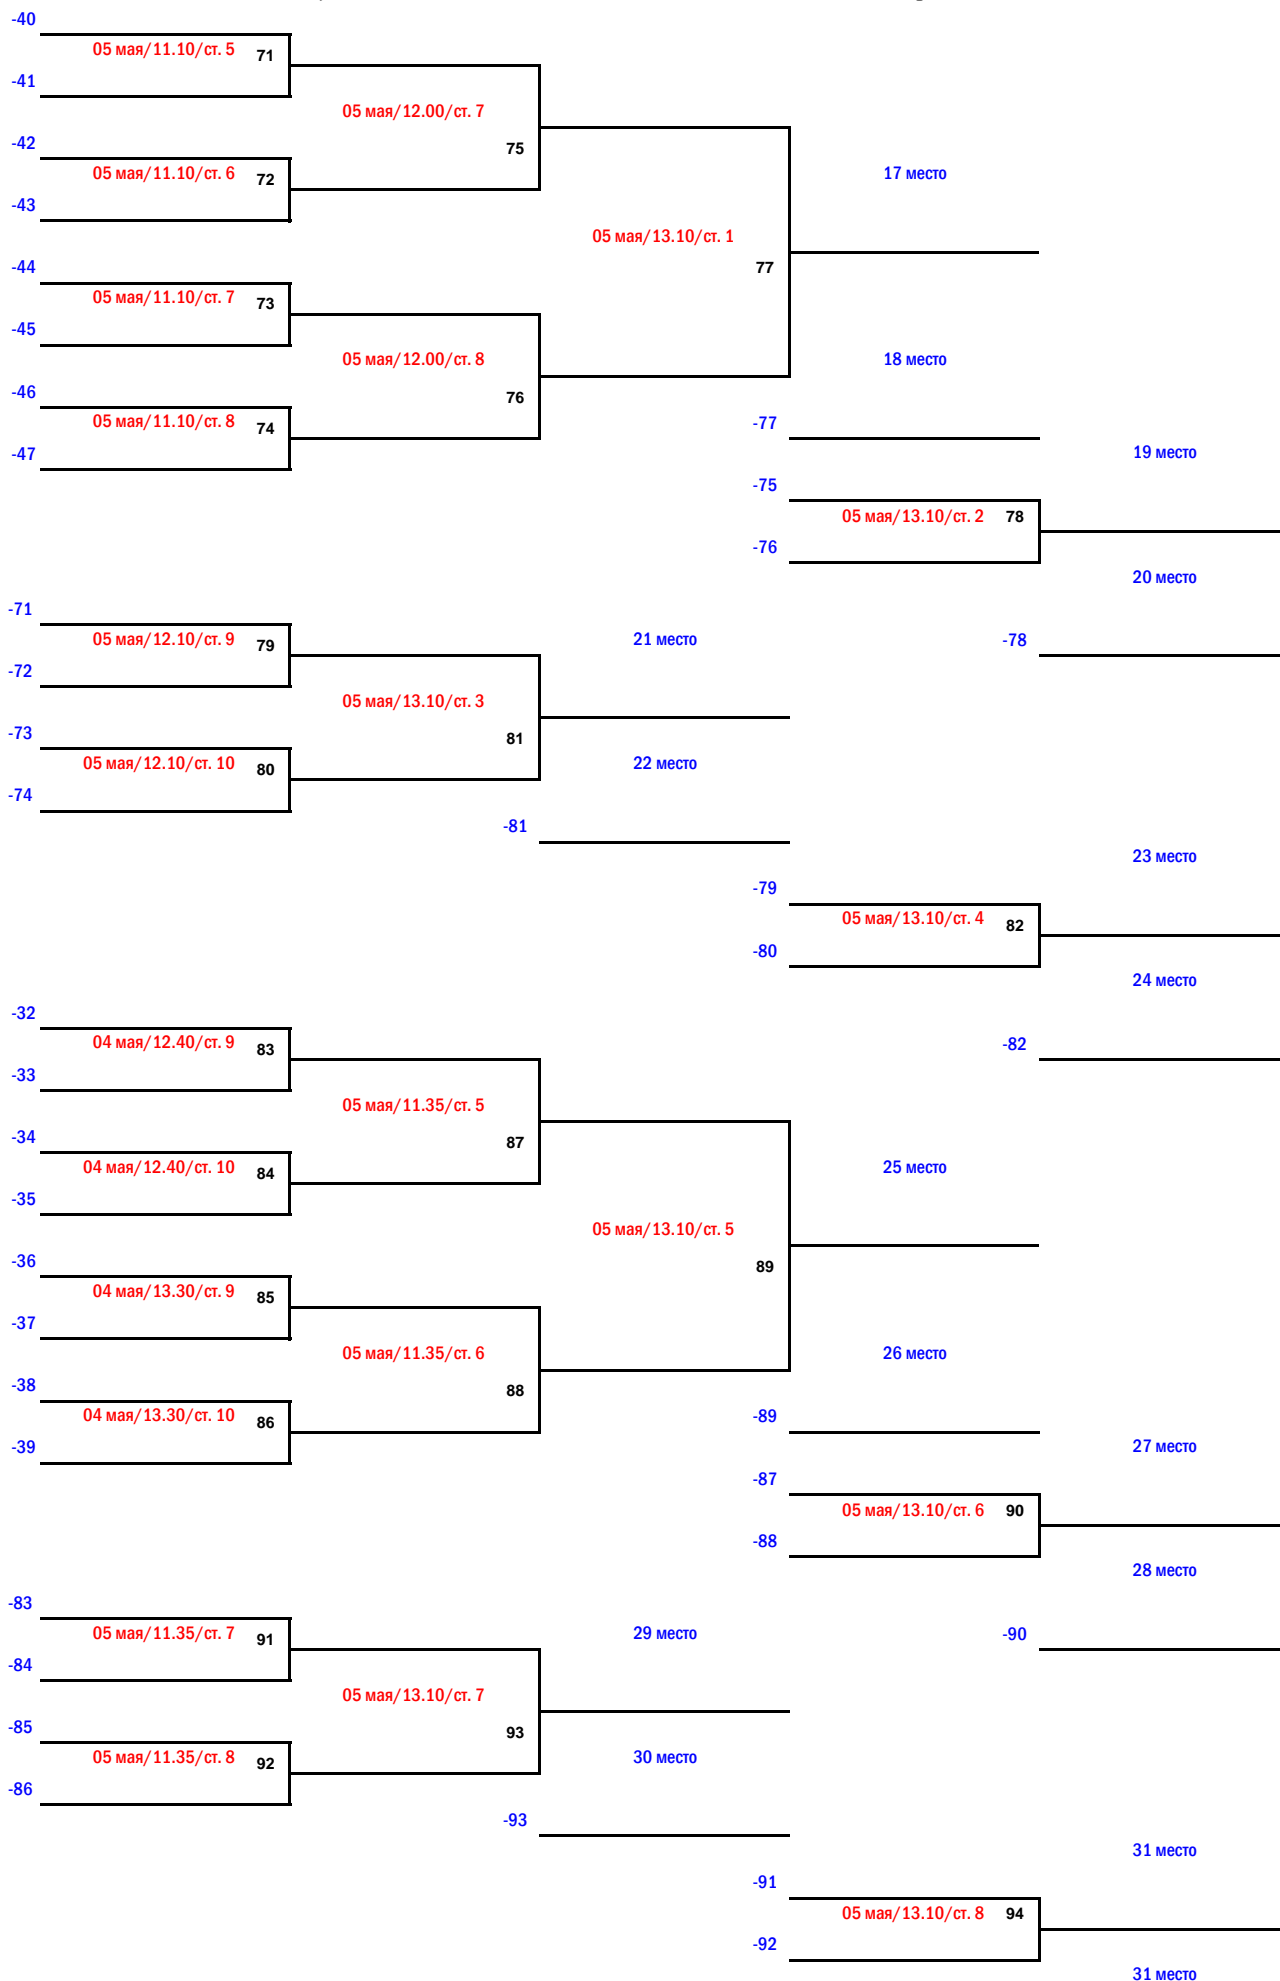 -40
05 мая/11.10/ст. 5 71
-41
05 мая/12.00/ст. 7
75
-42
05 мая/11.10/ст. 6 72
-43
17 место
05 мая/13.10/ст. 1
77
-44
05 мая/11.10/ст. 7 73
-45
05 мая/12.00/ст. 8
76
18 место
-46
05 мая/11.10/ст. 8 74
-47
-77
19 место
-75
05 мая/13.10/ст. 2 78
-76
20 место
-71
05 мая/12.10/ст. 9 79
-72
21 место
-78
05 мая/13.10/ст. 3
81
-73
05 мая/12.10/ст. 10 80
-74
22 место
-81
23 место
-79
05 мая/13.10/ст. 4 82
-80
24 место
-32
04 мая/12.40/ст. 9 83
-33
-82
05 мая/11.35/ст. 5
87
-34
04 мая/12.40/ст. 10 84
-35
25 место
05 мая/13.10/ст. 5
89
-36
04 мая/13.30/ст. 9 85
-37
05 мая/11.35/ст. 6
88
26 место
-38
04 мая/13.30/ст. 10 86
-39
-89
27 место
-87
05 мая/13.10/ст. 6 90
-88
28 место
-83
05 мая/11.35/ст. 7 91
-84
29 место
-90
05 мая/13.10/ст. 7
93
-85
05 мая/11.35/ст. 8 92
-86
30 место
-93
31 место
-91
05 мая/13.10/ст. 8 94
-92
31 место